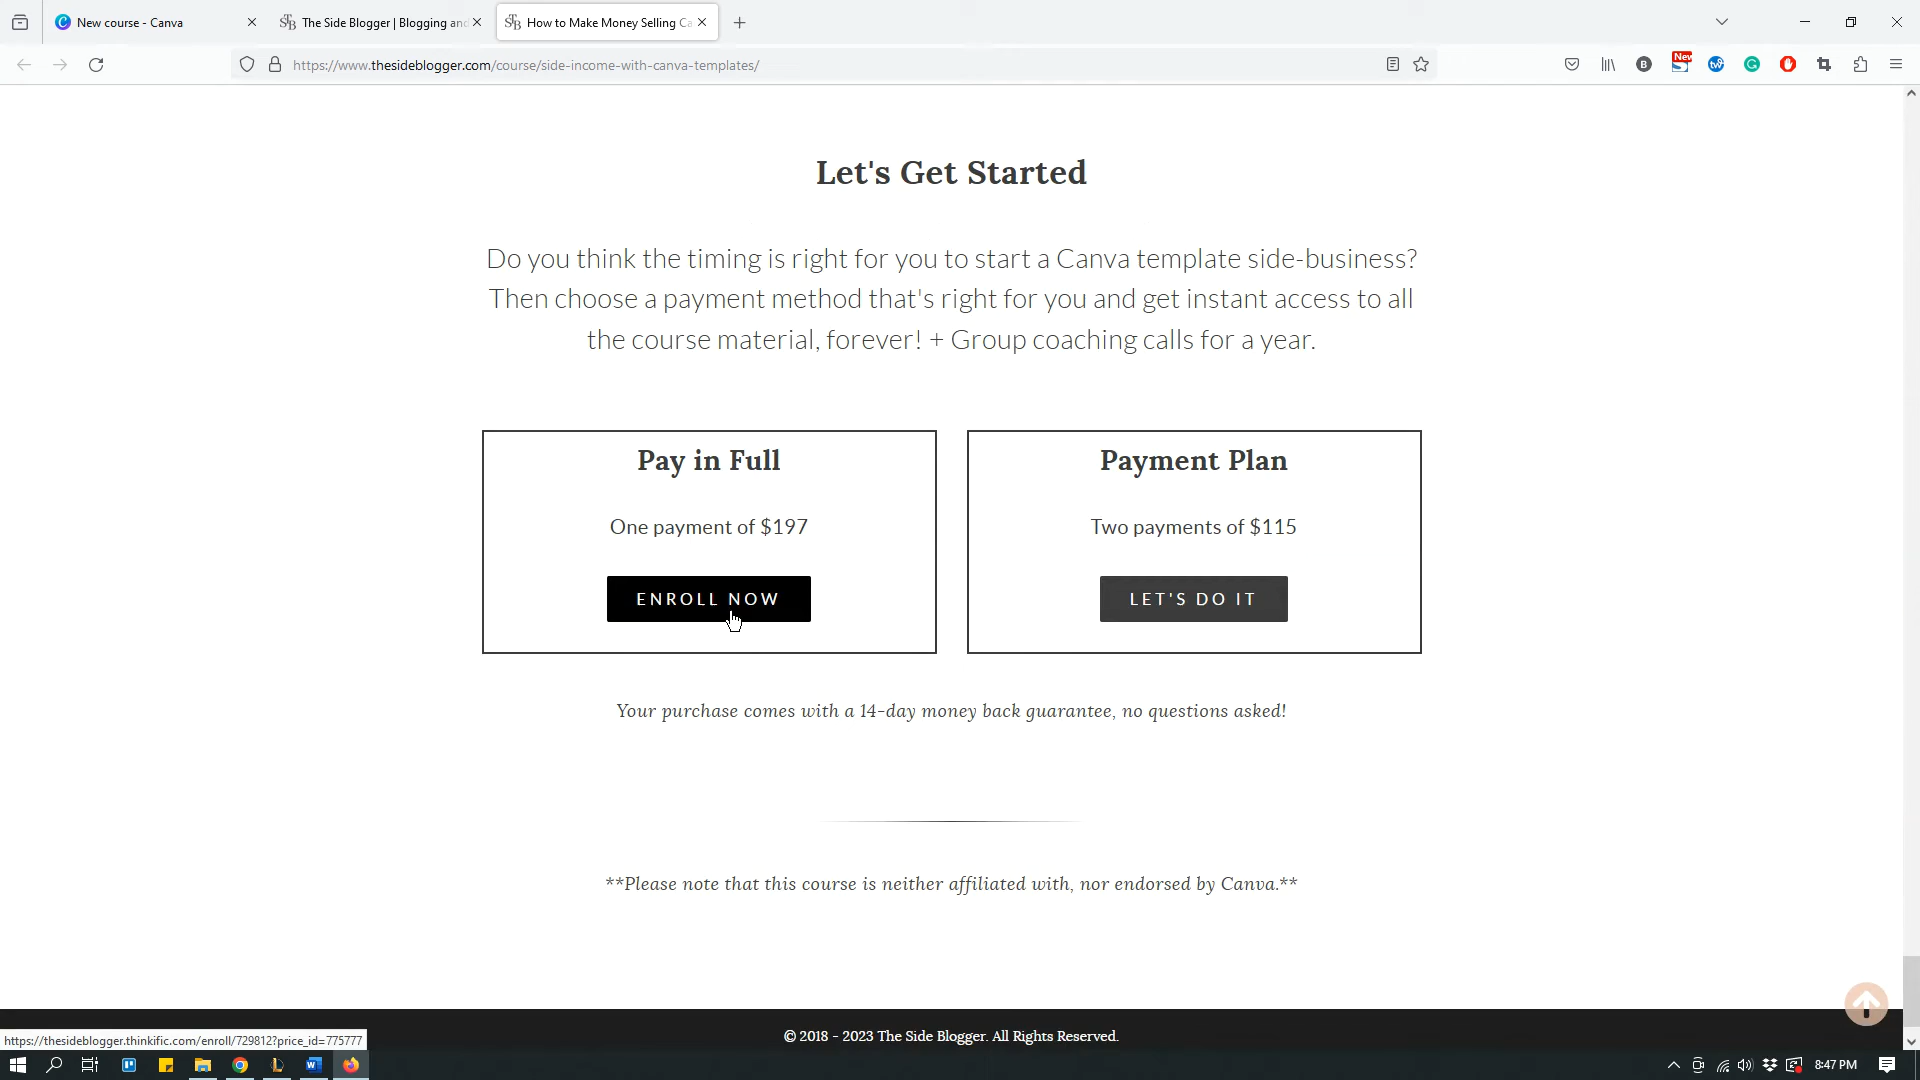 New course - Canva
The Side Blogger | Blogging and
How to Make Money Selling Ca
https://www.thesideblogger.com/course/side-income-with-canva-templates/
New
Let's Get Started
Do you think the timing is right for you to start a Canva template side-business?
Then choose a payment method that's right for you and get instant access to all
the course material, forever! + Group coaching calls for a year.
Pay in Full
One payment of $197
ENROLL NOW
Payment Plan
Two payments of $115
LET'S DO IT
Your purchase comes with a 14-day money back guarantee, no questions asked!
**Please note that this course is neither affiliated with, nor endorsed by Canva.**
© 2018 - 2023 The Side Blogger. All Rights Reserved.
https://thesideblogger.thinkific.com/enroll/729812?price_id=775777
8:47 PM